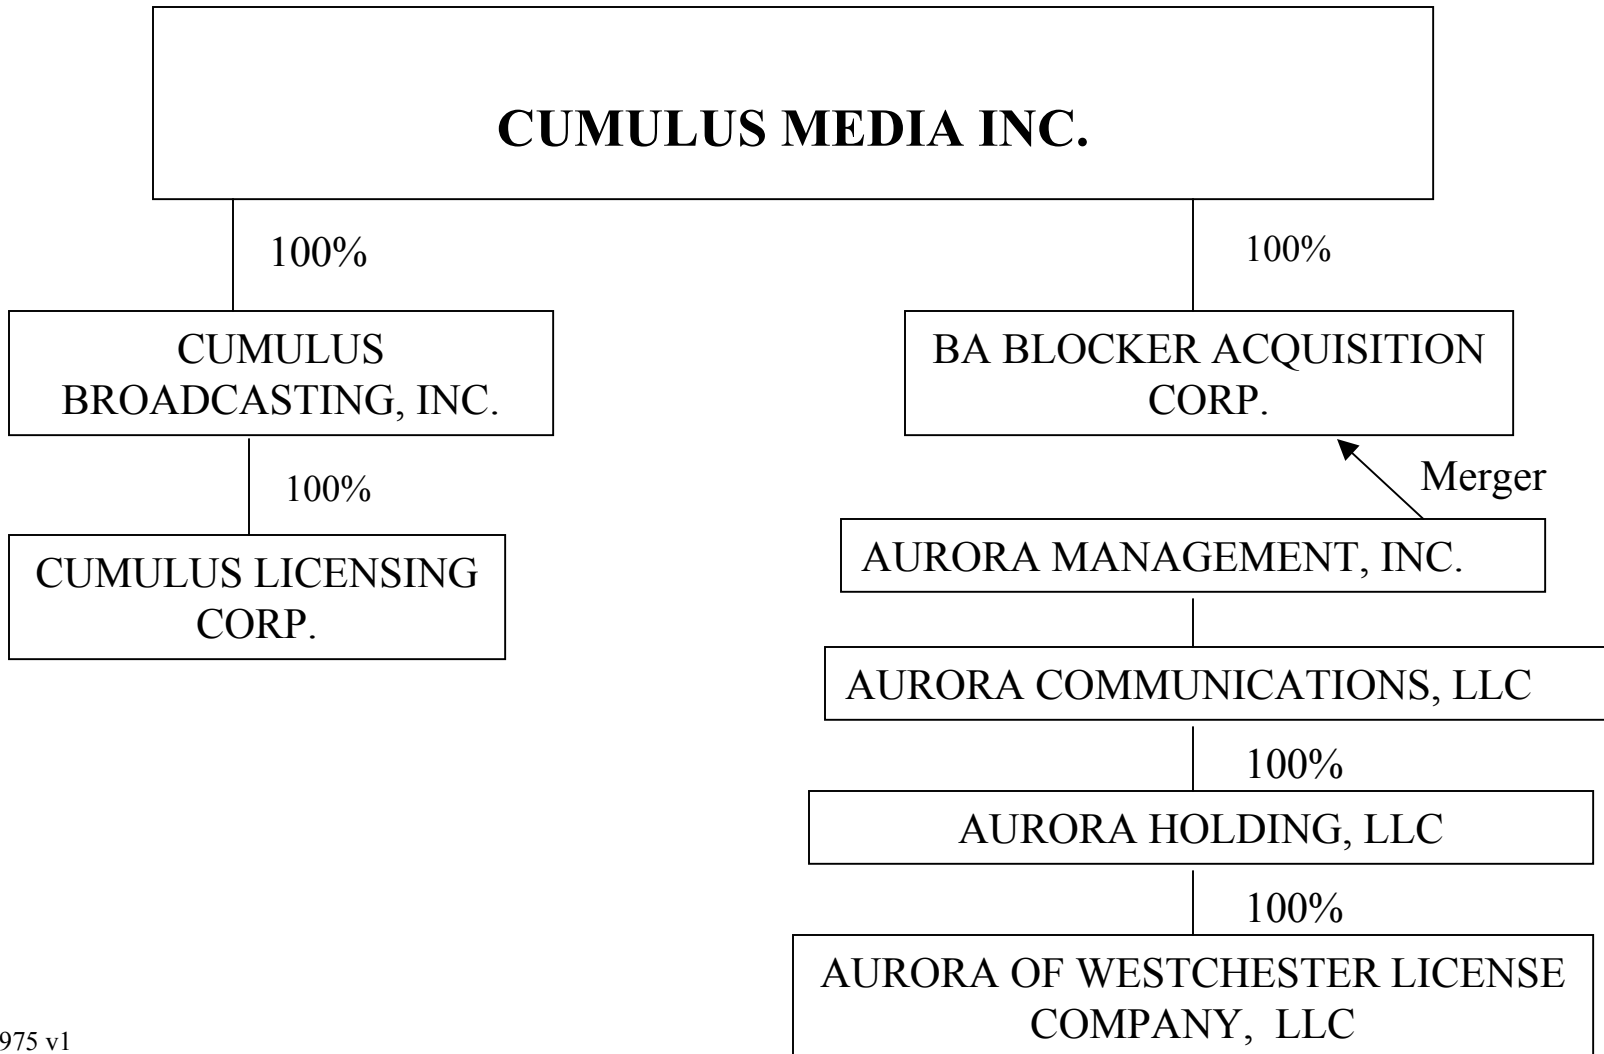 CUMULUS MEDIA INC.
100%
100%
CUMULUS
BROADCASTING, INC.
BA BLOCKER ACQUISITION
CORP.
100%
Merger
CUMULUS LICENSING
CORP.
AURORA MANAGEMENT, INC.
AURORA COMMUNICATIONS, LLC
100%
AURORA HOLDING, LLC
100%
AURORA OF WESTCHESTER LICENSE
COMPANY, LLC
975 v1